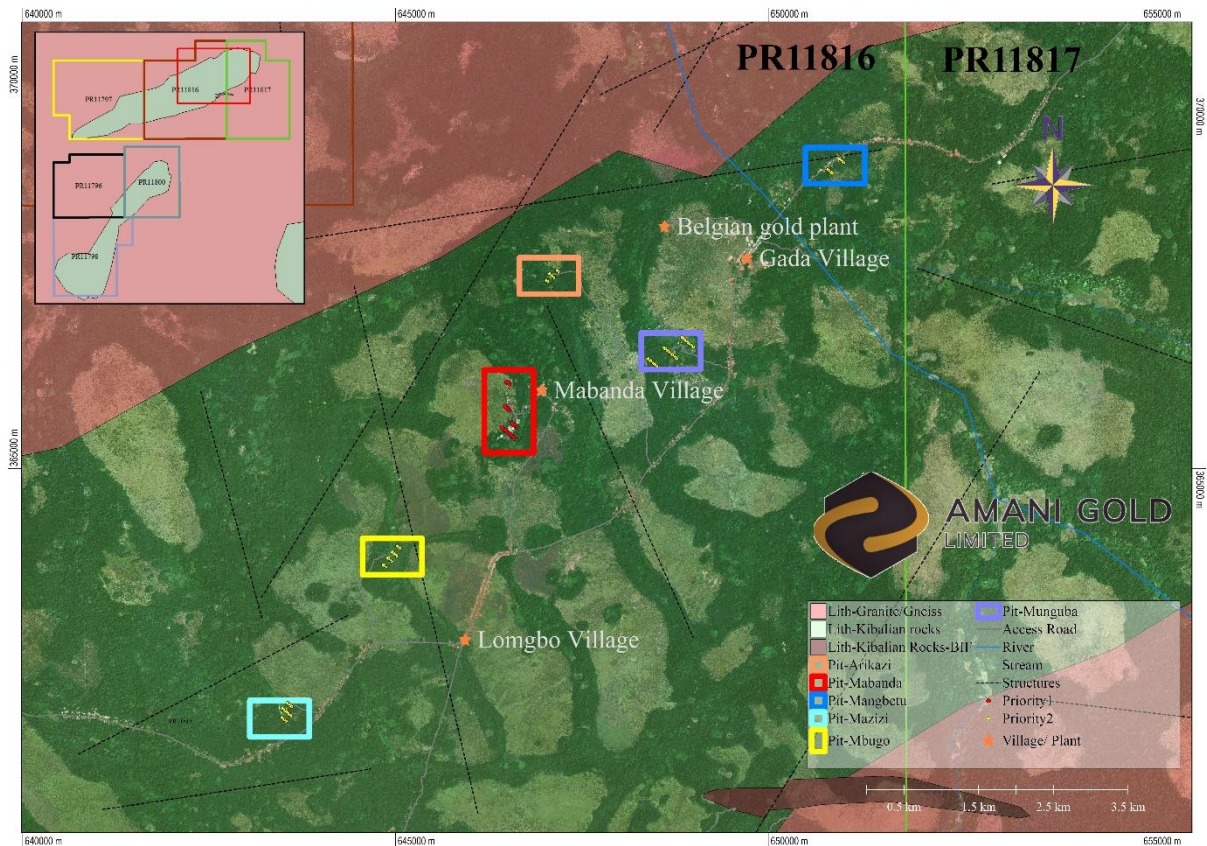 640000 m
645000 m
650000 m
655000 m
370000 m
370000 m
365000 m
365000 m
PR11797
PR11816
PR11817
PR11796
PR11800
PR11798
PR11816
PR11817
N
Belgian gold plant
Gada Village
Mabanda Village
Lomgbo Village
AMANI GOLD
LIMITED
Lith-Granite/Gneiss
Lith-Kibalian rocks
Lith-Kibalian Rocks-BIF
Pit-Arikazi
Pit-Mabanda
Pit-Mangbetu
Pit-Mazizi
Pit-Mbugo
Pit-Munguba
Access Road
River
Stream
Structures
Priority1
Priority2
Village/ Plant
0.5 km
1.5 km
2.5 km
3.5 km
640000 m
645000 m
650000 m
655000 m